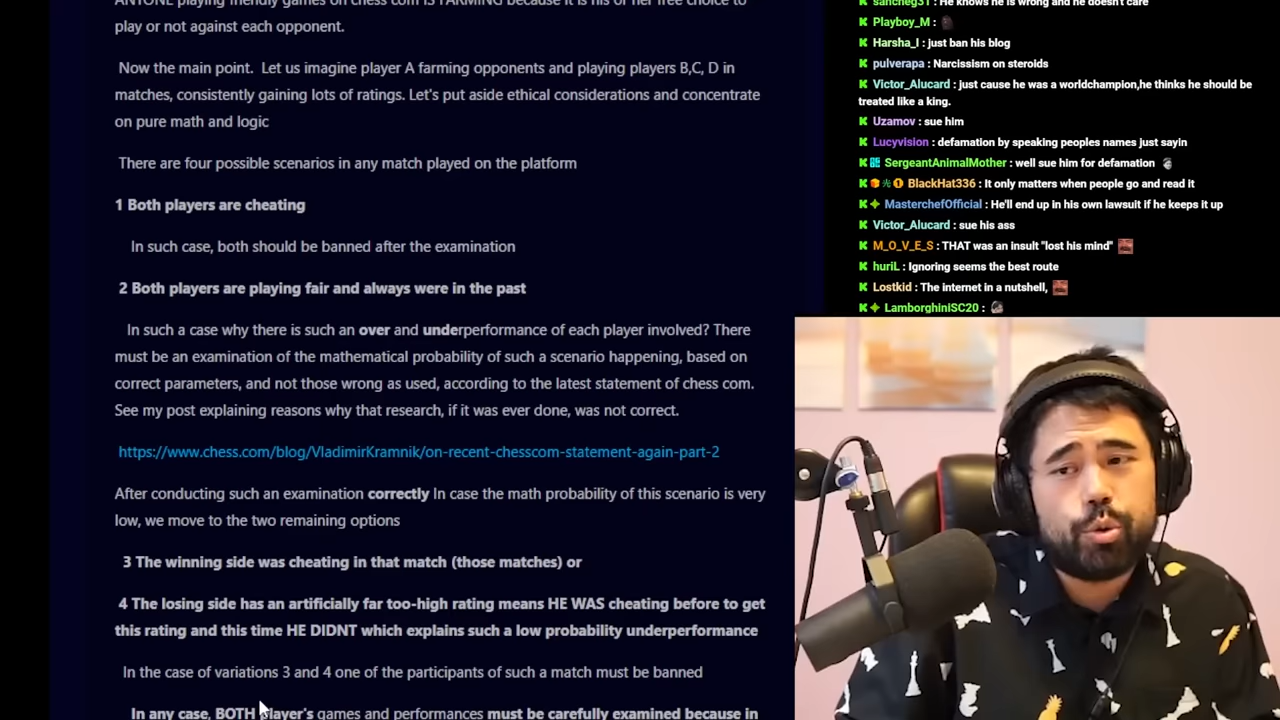 ANYONE playing friendly games on chess com IS FARMING because it is his or her free choice to
play or not against each opponent.
Now the main point.  Let us imagine player A farming opponents and playing players B,C, D in
matches, consistently gaining lots of ratings. Let's put aside ethical considerations and concentrate
on pure math and logic
There are four possible scenarios in any match played on the platform
1 Both players are cheating
In such case, both should be banned after the examination
2 Both players are playing fair and always were in the past
In such a case why there is such an over and underperformance of each player involved? There
must be an examination of the mathematical probability of such a scenario happening, based on
correct parameters, and not those wrong as used, according to the latest statement of chess com.
See my post explaining reasons why that research, if it was ever done, was not correct.
https://www.chess.com/blog/VladimirKramnik/on-recent-chesscom-statement-again-part-2
After conducting such an examination correctly In case the math probability of this scenario is very
low, we move to the two remaining options
3 The winning side was cheating in that match (those matches) or
4 The losing side has an artificially far too-high rating means HE WAS cheating before to get
this rating and this time HE DIDNT which explains such a low probability underperformance
In the case of variations 3 and 4 one of the participants of such a match must be banned
In any case, BOTH Player's games and performances must be carefully examined because in
sancheg31 : He knows he is wrong and he doesn't care
Playboy_M :
Harsha_I : just ban his blog
pulverapa : Narcissism on steroids
Victor_Alucard : just cause he was a worldchampion,he thinks he should be
treated like a king.
Uzamov : sue him
Lucyvision : defamation by speaking peoples names just sayin
SergeantAnimalMother : well sue him for defamation
BlackHat336 : It only matters when people go and read it
MasterchefOfficial : He'll end up in his own lawsuit if he keeps it up
Victor_Alucard : sue his ass
M_O_V_E_S : THAT was an insult "lost his mind"
huriL : Ignoring seems the best route
Lostkid : The internet in a nutshell,
LamborghiniSC20 :